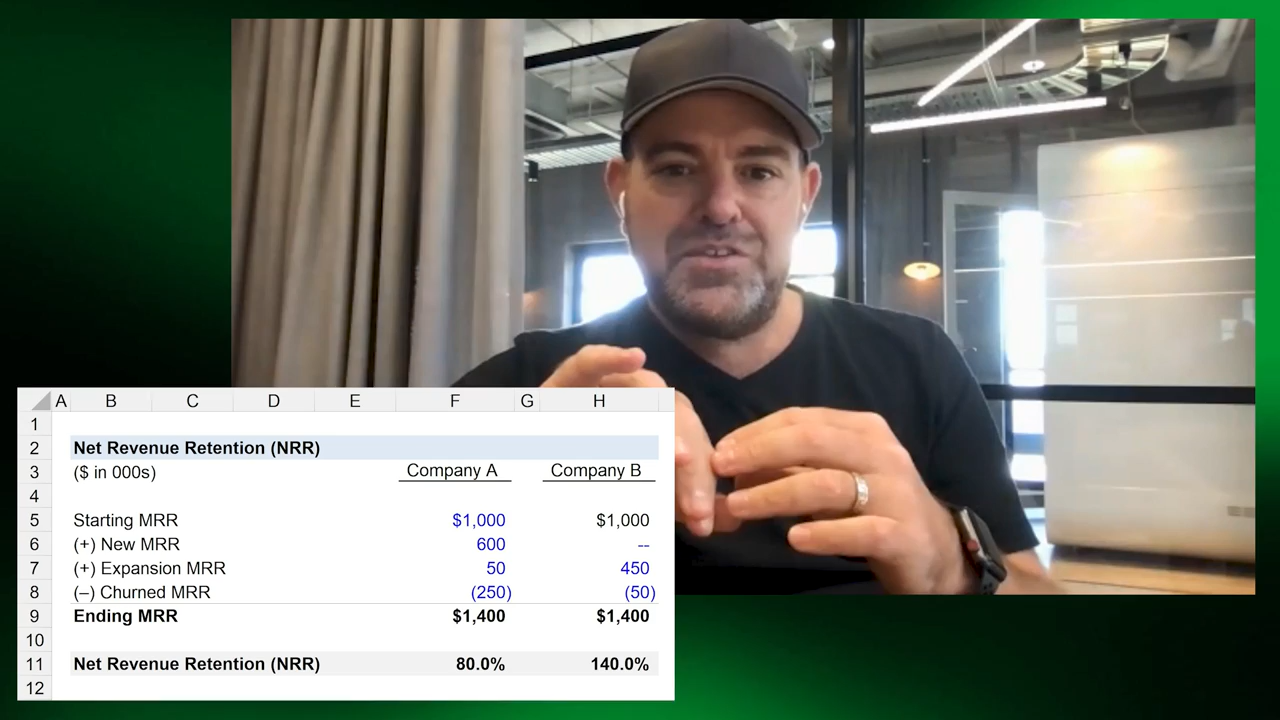 A B C D E F G H
1
2 Net Revenue Retention (NRR)
3 ($ in 000s) Company A Company B
4
5 Starting MRR $1,000 $1,000
6 (+) New MRR 600 --
7 (+) Expansion MRR 50 450
8 (–) Churned MRR (250) (50)
9 Ending MRR $1,400 $1,400
10
11 Net Revenue Retention (NRR) 80.0% 140.0%
12